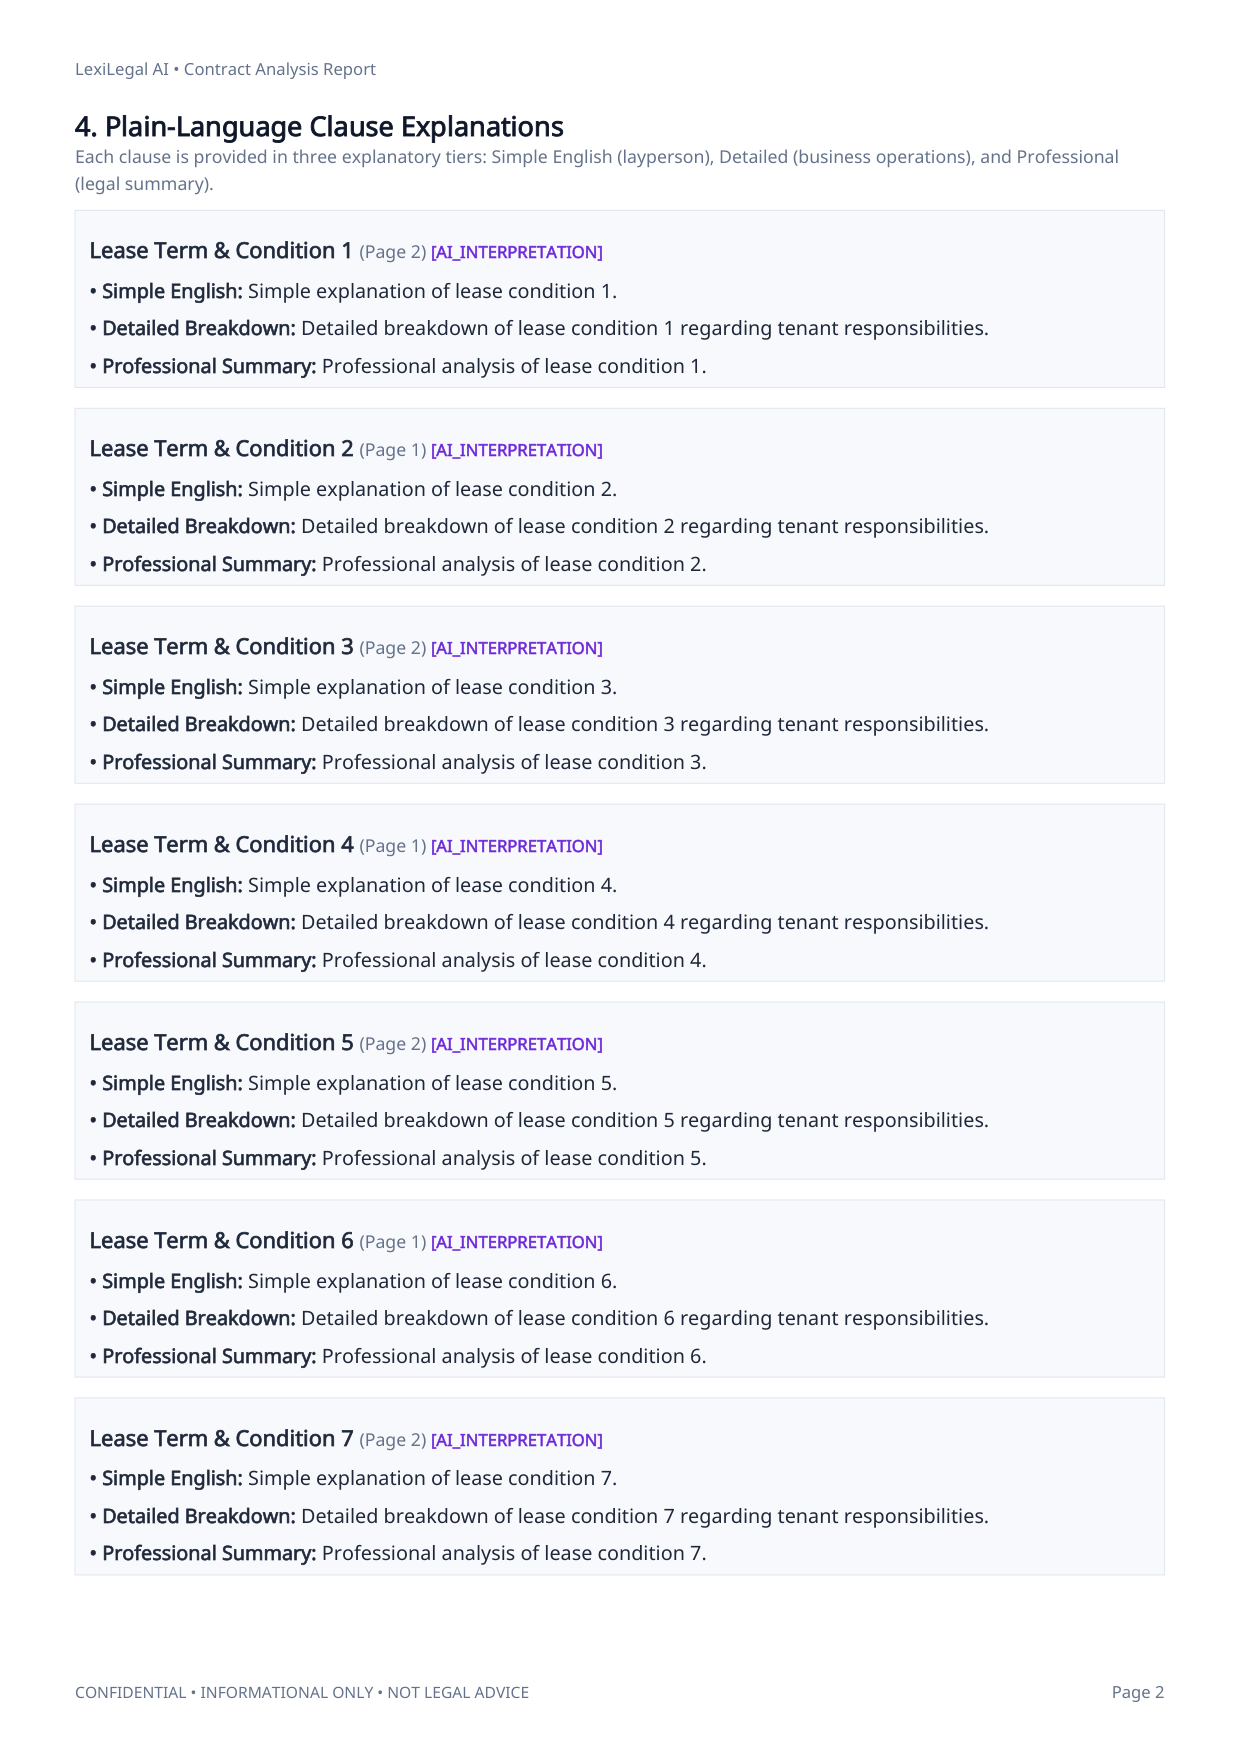 LexiLegal AI • Contract Analysis Report
4. Plain-Language Clause Explanations
Each clause is provided in three explanatory tiers: Simple English (layperson), Detailed (business operations), and Professional
(legal summary).
Lease Term & Condition 1 (Page 2) [AI_INTERPRETATION]
• Simple English: Simple explanation of lease condition 1.
• Detailed Breakdown: Detailed breakdown of lease condition 1 regarding tenant responsibilities.
• Professional Summary: Professional analysis of lease condition 1.
Lease Term & Condition 2 (Page 1) [AI_INTERPRETATION]
• Simple English: Simple explanation of lease condition 2.
• Detailed Breakdown: Detailed breakdown of lease condition 2 regarding tenant responsibilities.
• Professional Summary: Professional analysis of lease condition 2.
Lease Term & Condition 3 (Page 2) [AI_INTERPRETATION]
• Simple English: Simple explanation of lease condition 3.
• Detailed Breakdown: Detailed breakdown of lease condition 3 regarding tenant responsibilities.
• Professional Summary: Professional analysis of lease condition 3.
Lease Term & Condition 4 (Page 1) [AI_INTERPRETATION]
• Simple English: Simple explanation of lease condition 4.
• Detailed Breakdown: Detailed breakdown of lease condition 4 regarding tenant responsibilities.
• Professional Summary: Professional analysis of lease condition 4.
Lease Term & Condition 5 (Page 2) [AI_INTERPRETATION]
• Simple English: Simple explanation of lease condition 5.
• Detailed Breakdown: Detailed breakdown of lease condition 5 regarding tenant responsibilities.
• Professional Summary: Professional analysis of lease condition 5.
Lease Term & Condition 6 (Page 1) [AI_INTERPRETATION]
• Simple English: Simple explanation of lease condition 6.
• Detailed Breakdown: Detailed breakdown of lease condition 6 regarding tenant responsibilities.
• Professional Summary: Professional analysis of lease condition 6.
Lease Term & Condition 7 (Page 2) [AI_INTERPRETATION]
• Simple English: Simple explanation of lease condition 7.
• Detailed Breakdown: Detailed breakdown of lease condition 7 regarding tenant responsibilities.
• Professional Summary: Professional analysis of lease condition 7.
CONFIDENTIAL • INFORMATIONAL ONLY • NOT LEGAL ADVICE
Page 2